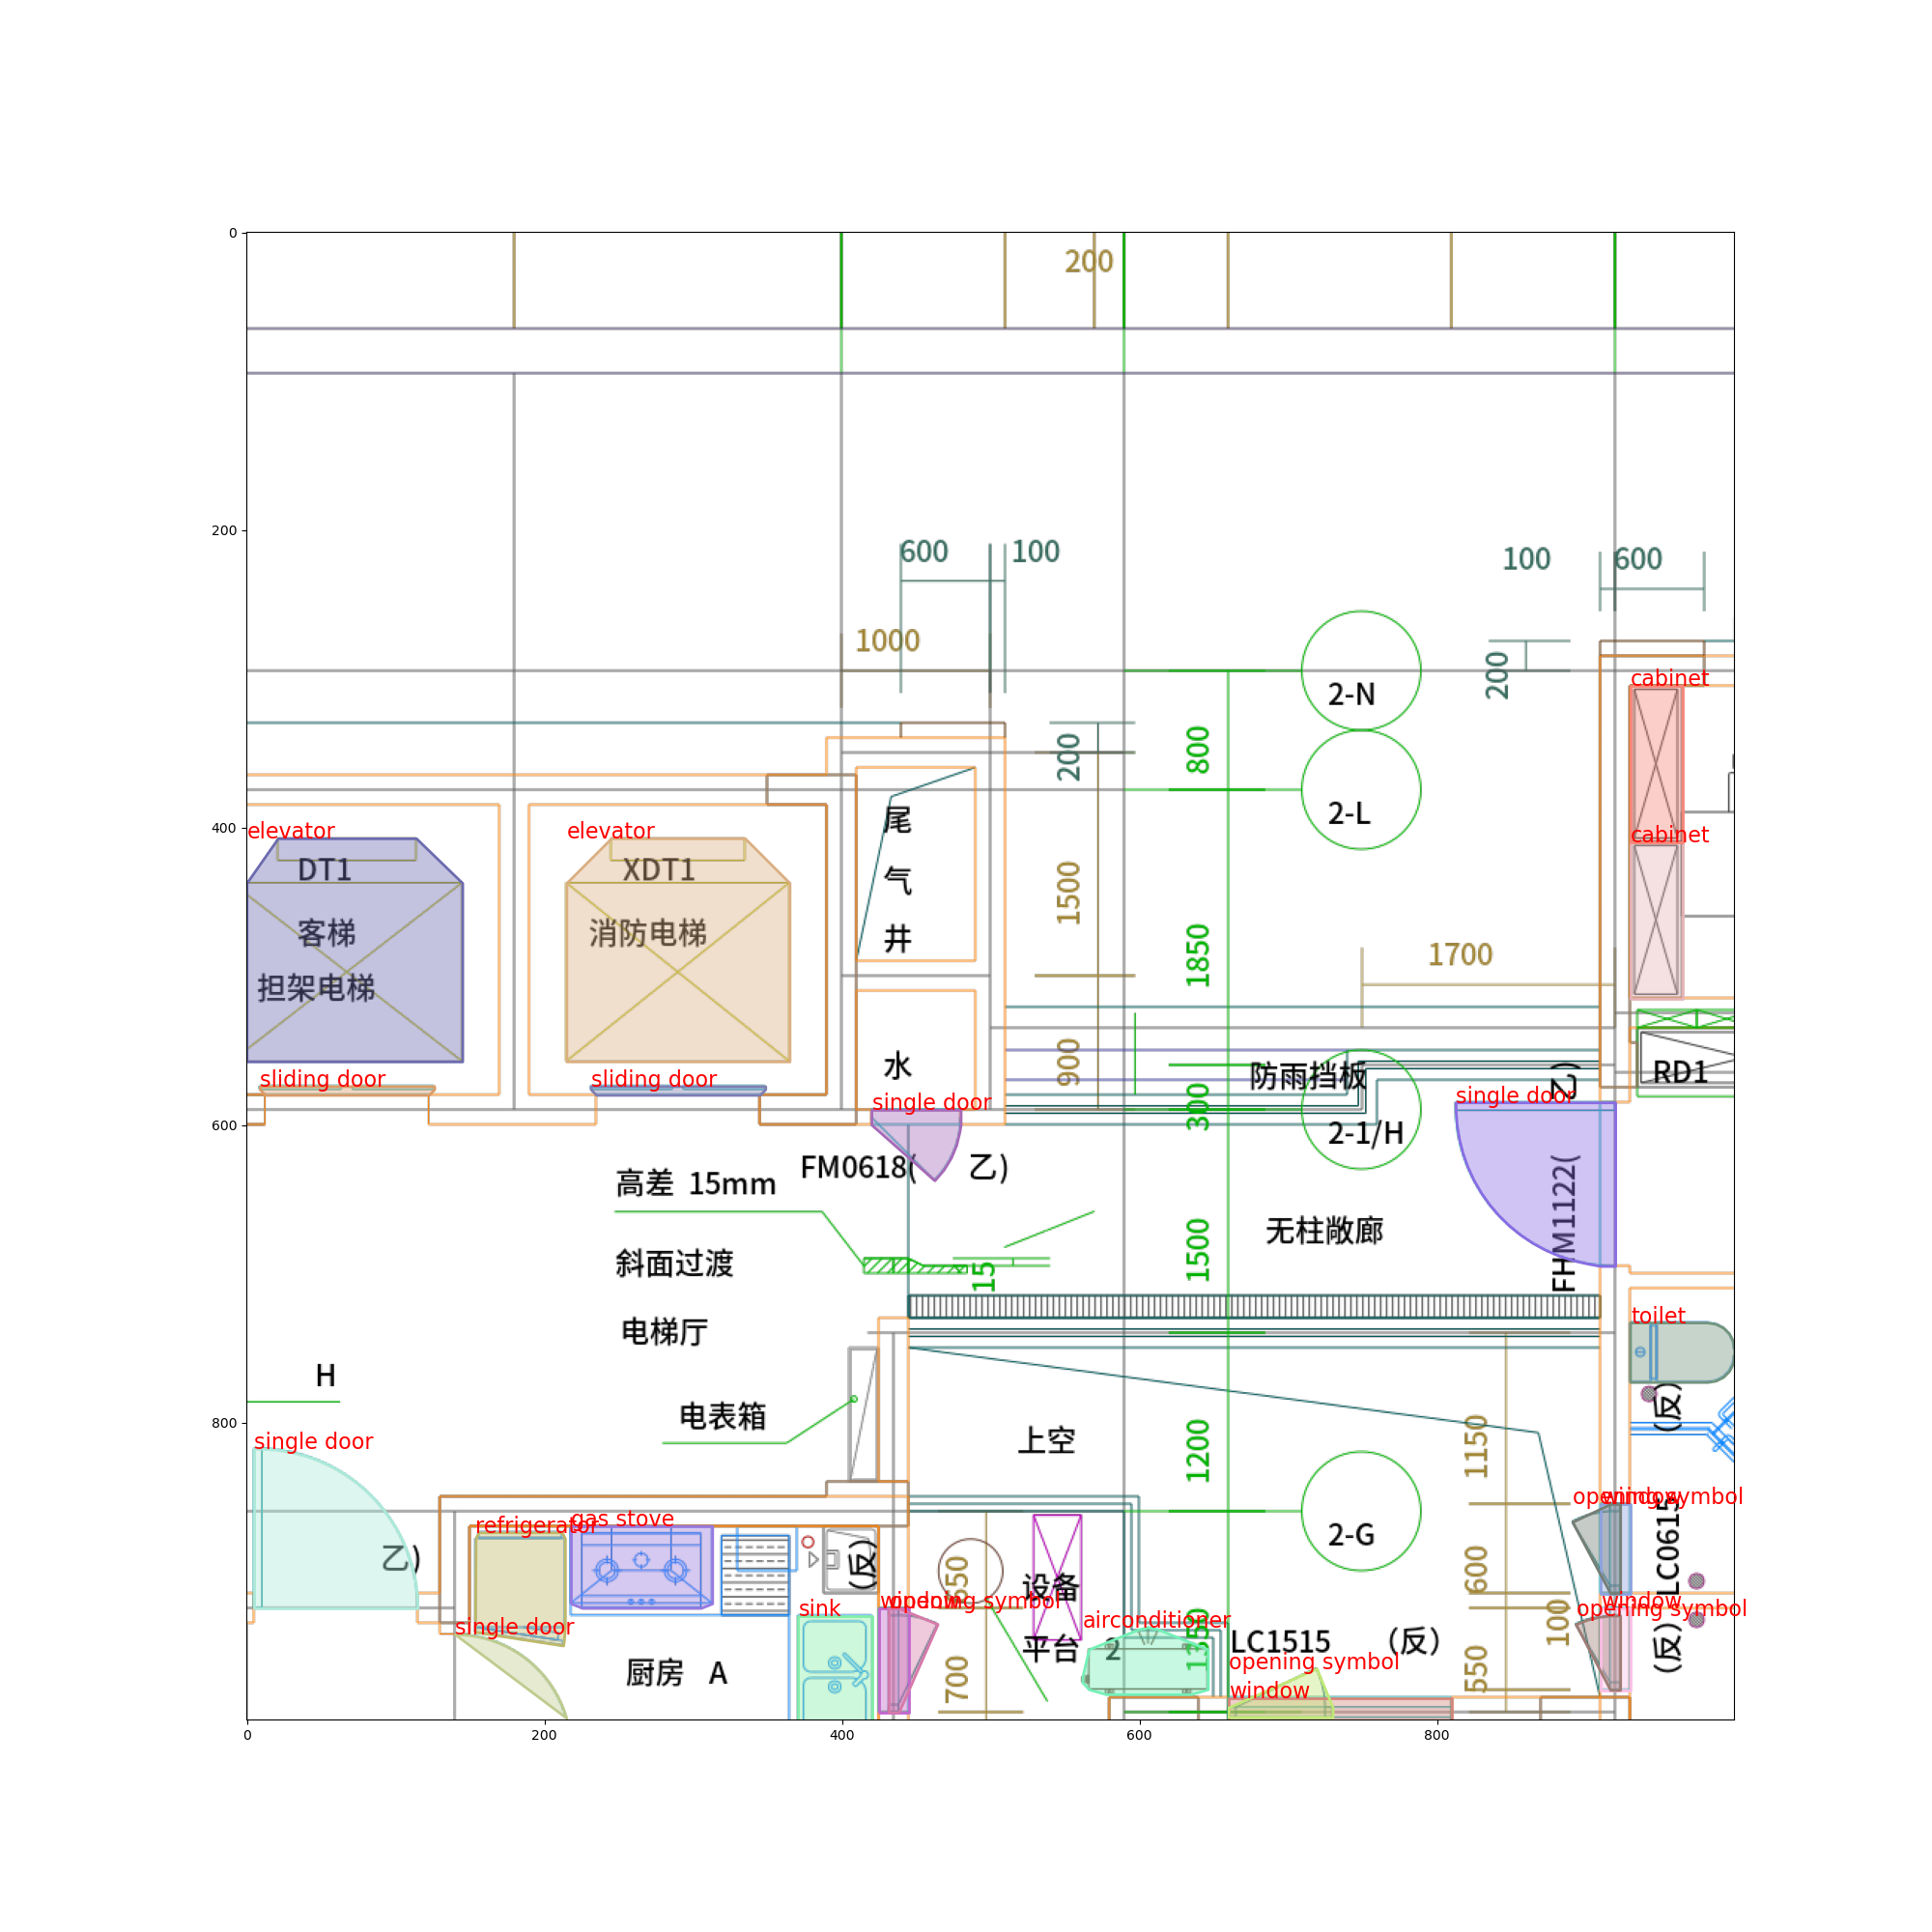 0
200
600
100
100
600
1000
200
2-N
cabinet
200
200
800
2-L
cabinet
elevator
elevator
尾
DT1
XDT1
气
400
1500
客梯
消防电梯
井
1850
1700
担架电梯
水
900
防雨挡板
RD1
sliding door
sliding door
single door
single door
乙)
300
2-1/H
600
FM0618( 乙)
高差 15mm
FHM1122(
无柱敞廊
斜面过渡
15
1500
电梯厅
toilet
H
电表箱
(反)
800
上空
1200
1150
single door
opening symbol
window
refrigerator
gas stove
2-G
LC0615
乙)
(反)
650
设备
600
sink
window
opening symbol
window
opening symbol
single door
airconditioner
平台 2
1350
LC1515 (反)
100
(反)
厨房 A
700
opening symbol
550
window
0
200
400
600
800